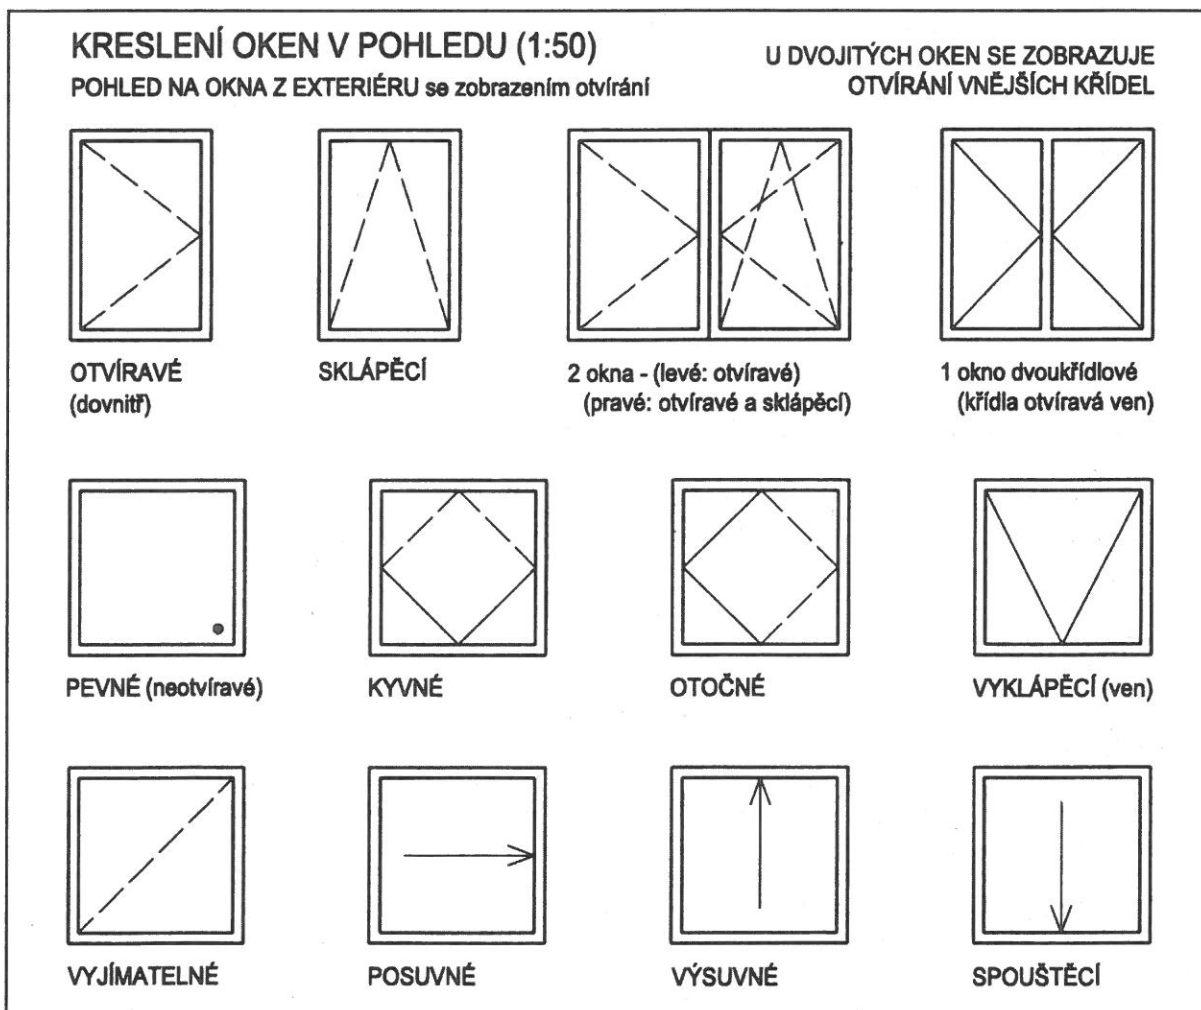 KRESLENÍ OKEN V POHLEDU (1:50)
POHLED NA OKNA Z EXTERIÉRU se zobrazením otvírání
U DVOJITÝCH OKEN SE ZOBRAZUJE
OTVÍRÁNÍ VNĚJŠÍCH KŘÍDEL
OTVÍRAVÉ
(dovnitř)
SKLÁPĚCÍ
2 okna - (levé: otvíravé)
(pravé: otvíravé a sklápěcí)
1 okno dvoukřídlové
(křídla otvíravá ven)
PEVNÉ (neotvíravé)
KYVNÉ
OTOČNÉ
VYKLÁPĚCÍ (ven)
VYJÍMATELNÉ
POSUVNÉ
VÝSUVNÉ
SPOUŠTĚCÍ